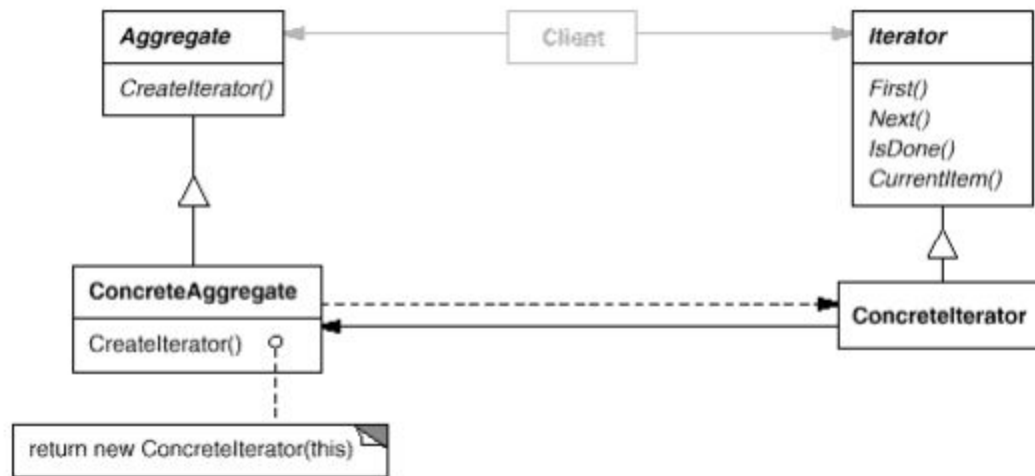 Aggregate
CreateIterator()
Client
Iterator
First()
Next()
IsDone()
CurrentItem()
ConcreteAggregate
CreateIterator()
ConcreteIterator
return new ConcreteIterator(this)